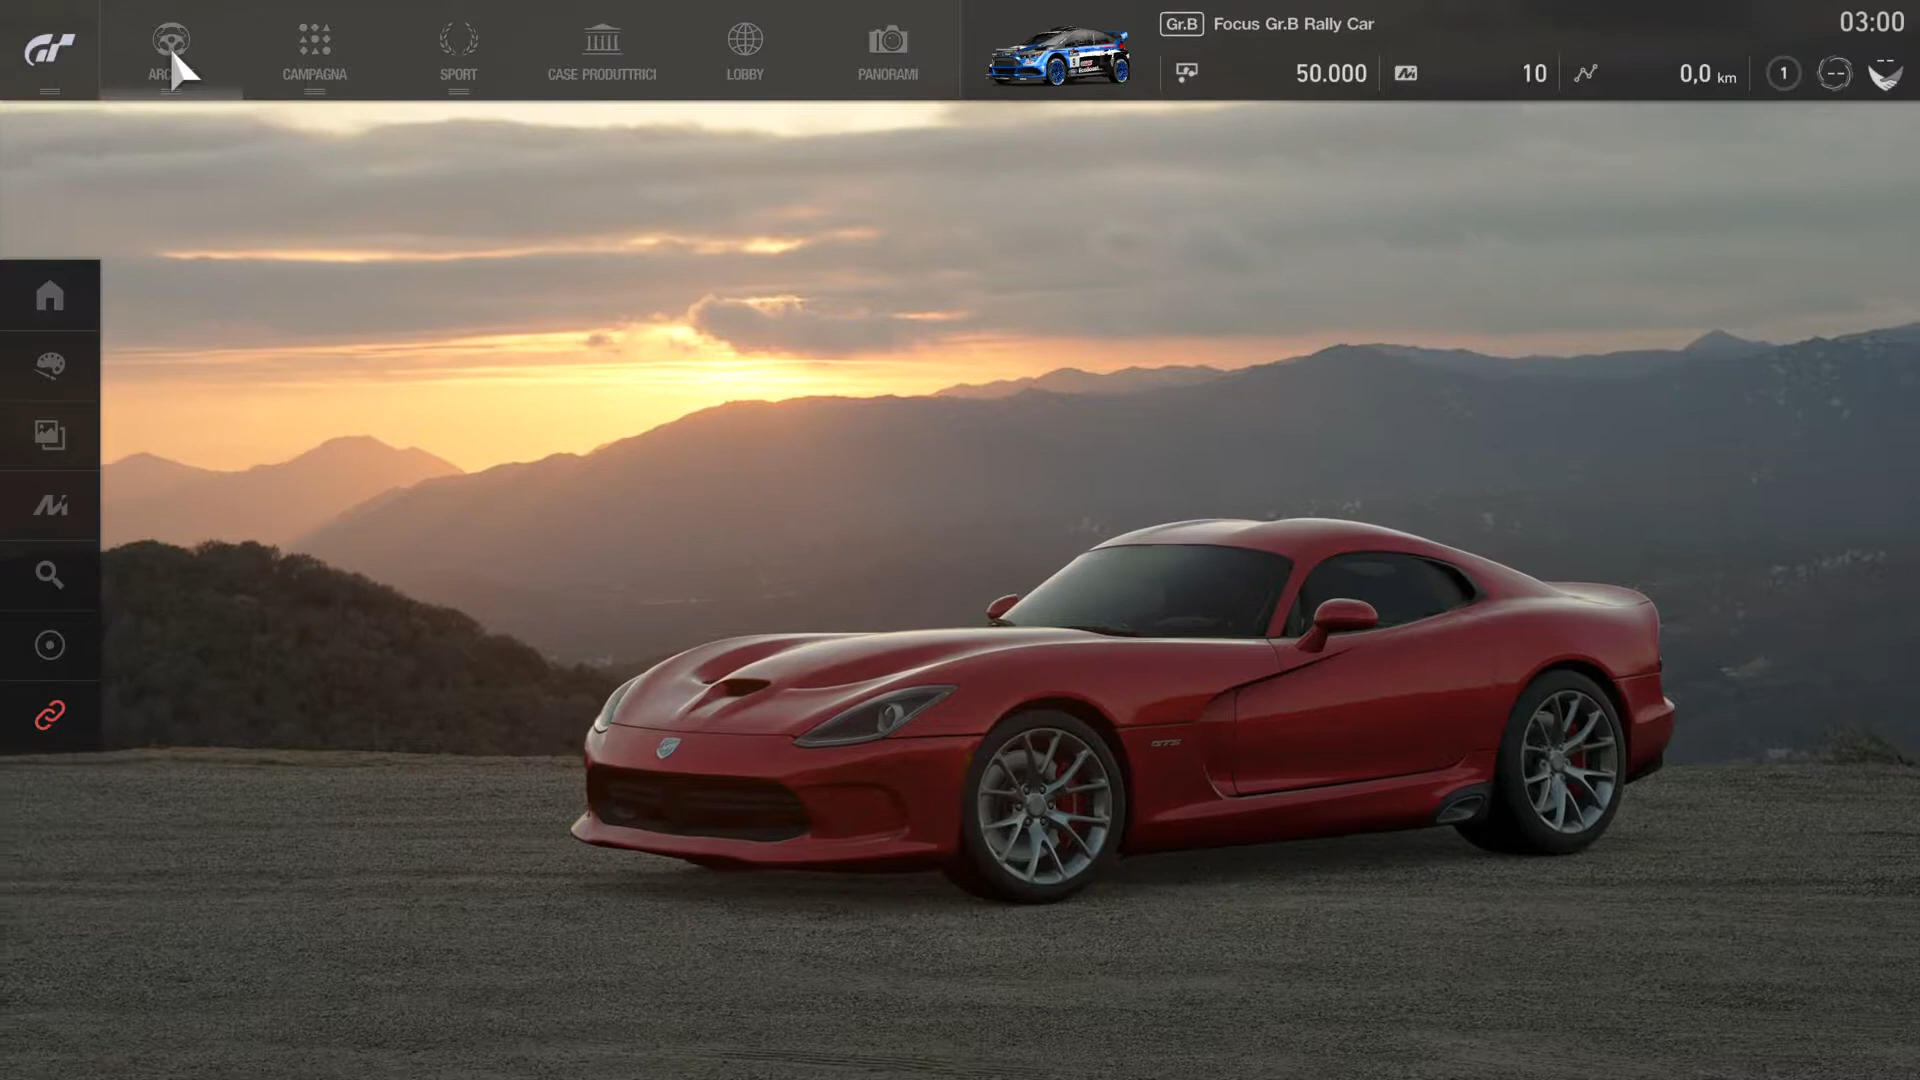 Gr.B Focus Gr.B Rally Car
03:00
CAMPAGNA
SPORT
CASE PRODUTTRICI
LOBBY
PANORAMI
50.000
10
0,0 km
1
-- 
--
GTS